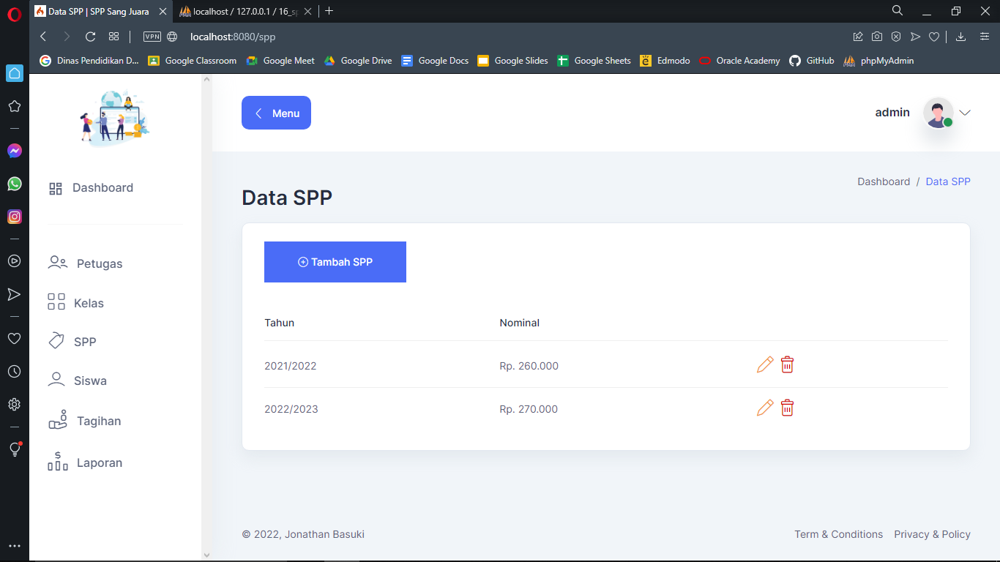 Data SPP | SPP Sang Juara
localhost / 127.0.0.1 / 16_sp
VPN
localhost:8080/spp
Dinas Pendidikan D...
Google Classroom
Google Meet
Google Drive
Google Docs
Google Slides
Google Sheets
Edmodo
Oracle Academy
GitHub
phpMyAdmin
Menu
admin
Dashboard
Petugas
Kelas
SPP
Siswa
Tagihan
Laporan
Dashboard / Data SPP
Data SPP
Tambah SPP
Tahun Nominal
2021/2022 Rp. 260.000
2022/2023 Rp. 270.000
© 2022, Jonathan Basuki
Term & Conditions Privacy & Policy